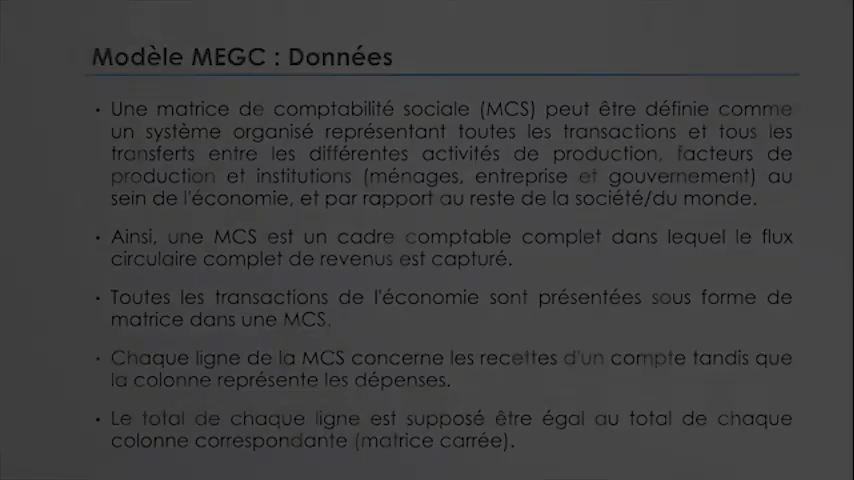 Modèle MEGC : Données
• Une matrice de comptabilité sociale (MCS) peut être définie comme
un système organisé représentant toutes les transactions et tous les
transferts entre les différentes activités de production, facteurs de
production et institutions (ménages, entreprise et gouvernement) au
sein de l'économie, et par rapport au reste de la société/du monde.
• Ainsi, une MCS est un cadre comptable complet dans lequel le flux
circulaire complet de revenus est capturé.
• Toutes les transactions de l'économie sont présentées sous forme de
matrice dans une MCS.
• Chaque ligne de la MCS concerne les recettes d'un compte tandis que
la colonne représente les dépenses.
• Le total de chaque ligne est supposé être égal au total de chaque
colonne correspondante (matrice carrée).